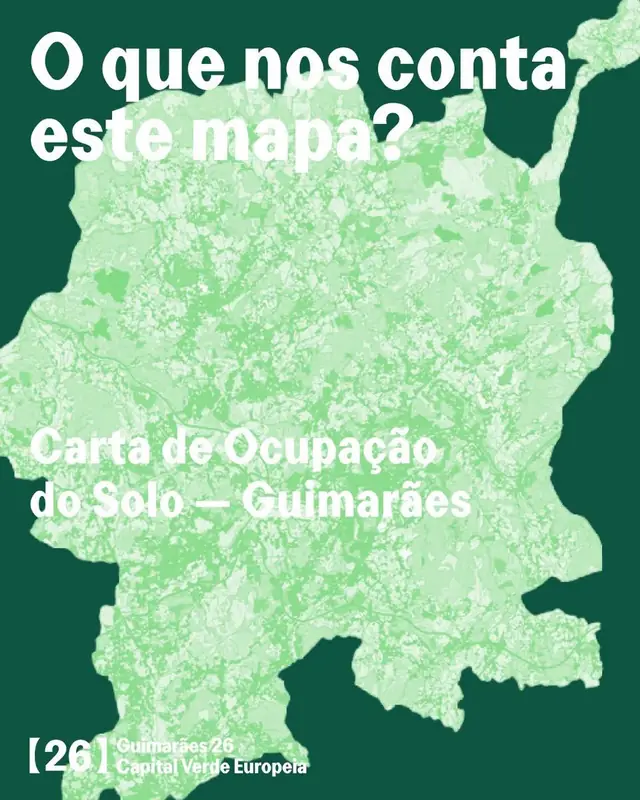 O que nos conta
este mapa?
Carta de Ocupação
do Solo — Guimarães
[26]
Guimarães 26
Capital Verde Europeia